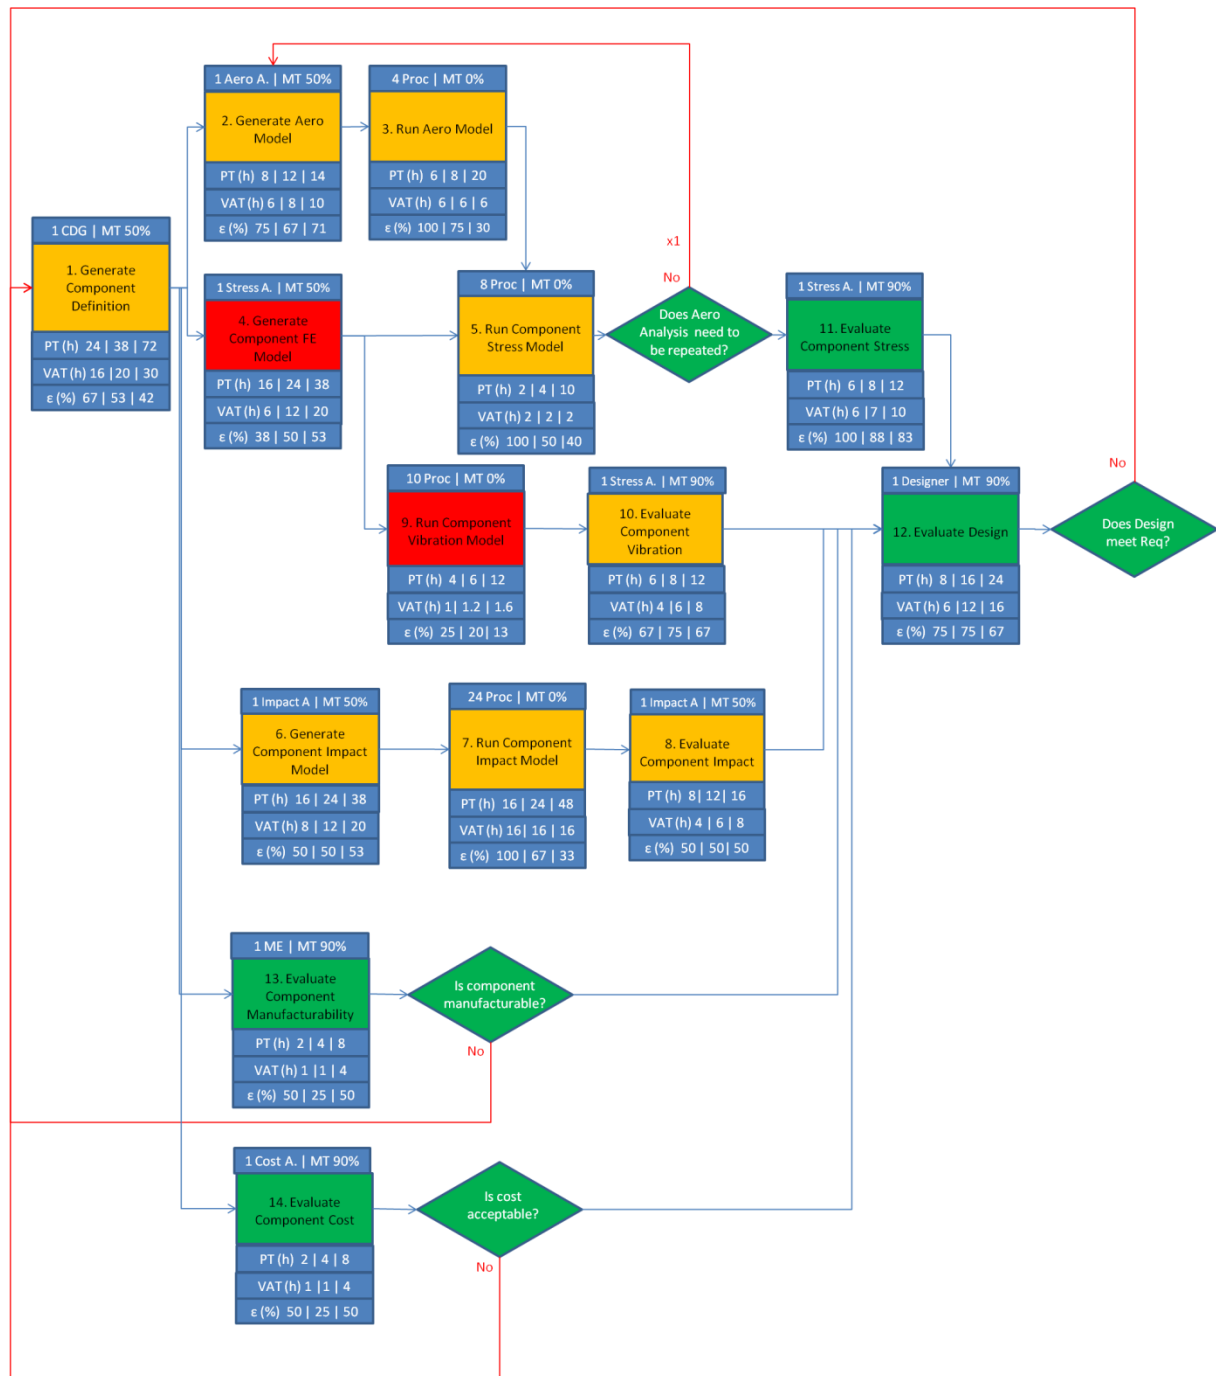 1 Aero A. | MT 50%
2. Generate Aero
Model
PT (h)  8 | 12 | 14
VAT (h) 6 | 8 | 10
ε (%)  75 | 67 | 71
4 Proc | MT 0%
3. Run Aero Model
PT (h)  6 | 8 | 20
VAT (h)  6 | 6 | 6
ε (%)  100 | 75 | 30
1 CDG | MT 50%
1. Generate
Component
Definition
PT (h)  24 | 38 | 72
VAT (h) 16 |20 | 30
ε (%)  67 | 53 | 42
1 Stress A. | MT 50%
4. Generate
Component FE
Model
PT (h)  16 | 24 | 38
VAT (h) 6 | 12 | 20
ε (%)  38 | 50 | 53
8 Proc | MT 0%
5. Run Component
Stress Model
PT (h)  2 | 4 | 10
VAT (h)  2 | 2 | 2
ε (%)  100 | 50 |40
x1
No
Does Aero
Analysis need to
be repeated?
1 Stress A. | MT 90%
11. Evaluate
Component Stress
PT (h)  6 | 8 | 12
VAT (h)  6 |7 | 10
ε (%)  100 | 88 | 83
10 Proc | MT 0%
9. Run Component
Vibration Model
PT (h)  4 | 6 | 12
VAT (h)  1| 1.2 | 1.6
ε (%)  25 | 20| 13
1 Stress A. | MT 90%
10. Evaluate
Component
Vibration
PT (h)  6 | 8 | 12
VAT (h)  4 |6 | 8
ε (%)  67 | 75 | 67
1 Designer | MT  90%
12. Evaluate Design
PT (h)  8 | 16 | 24
VAT (h)  6 |12 | 16
ε (%)  75 | 75 | 67
No
Does Design
meet Req?
1 Impact A | MT 50%
6. Generate
Component Impact
Model
PT (h)  16 | 24 | 38
VAT (h) 8 | 12 | 20
ε (%)  50 | 50 | 53
24 Proc | MT 0%
7. Run Component
Impact Model
PT (h)  16 | 24 | 48
VAT (h)  16| 16 | 16
ε (%)  100 | 67 | 33
1 Impact A | MT 50%
8. Evaluate
Component Impact
PT (h)  8| 12| 16
VAT (h)  4 | 6 | 8
ε (%)  50 | 50| 50
1 ME | MT 90%
13. Evaluate
Component
Manufacturability
PT (h)  2 | 4 | 8
VAT (h)  1 |1 | 4
ε (%)  50 | 25 | 50
Is component
manufacturable?
No
1 Cost A. | MT 90%
14. Evaluate
Component Cost
PT (h)  2 | 4 | 8
VAT (h) 1 |1 | 4
ε (%)  50 | 25 | 50
Is cost
acceptable?
No